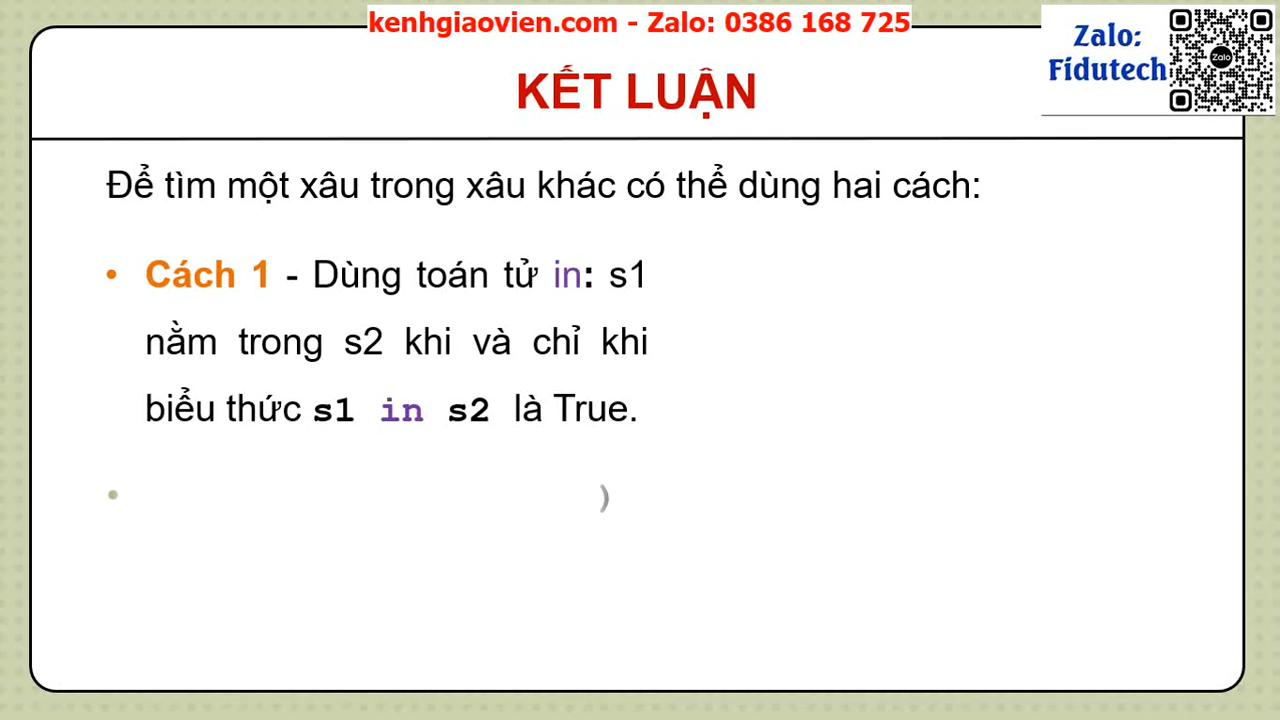 kenhgiaovien.com - Zalo: 0386 168 725
Zalo:
Fidutech
Zalo
KẾT LUẬN
Để tìm một xâu trong xâu khác có thể dùng hai cách:
• Cách 1 - Dùng toán tử in: s1
nằm trong s2 khi và chỉ khi
biểu thức s1 in s2 là True.
• )